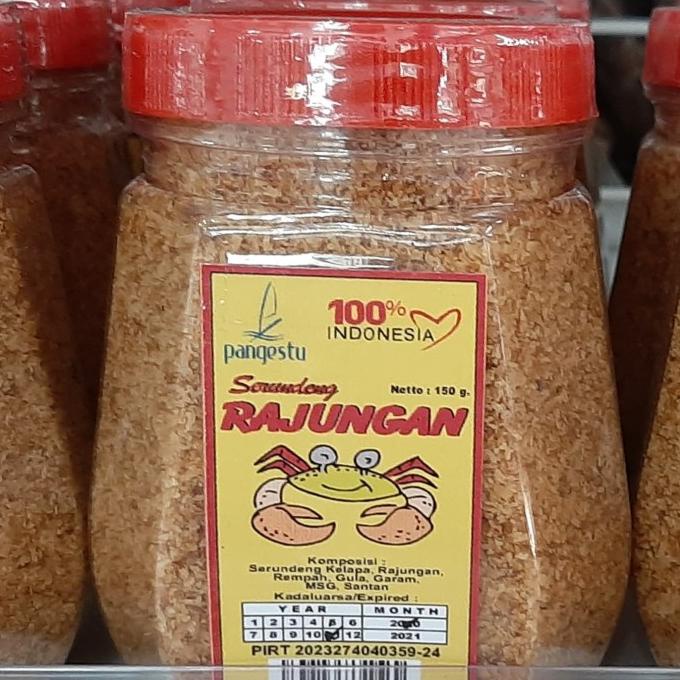 pangestu
100%
INDONESIA
Serundeng
Netto : 150 g.
RAJUNGAN
Komposisi :
Serundeng Kelapa, Rajungan,
Rempah, Gula, Garam,
MSG, Santan
Kadaluarsa/Expired :
YEAR MONTH
1 2 3 4 5 6 2020
7 8 9 10 12 2021
PIRT 2023274040359-24